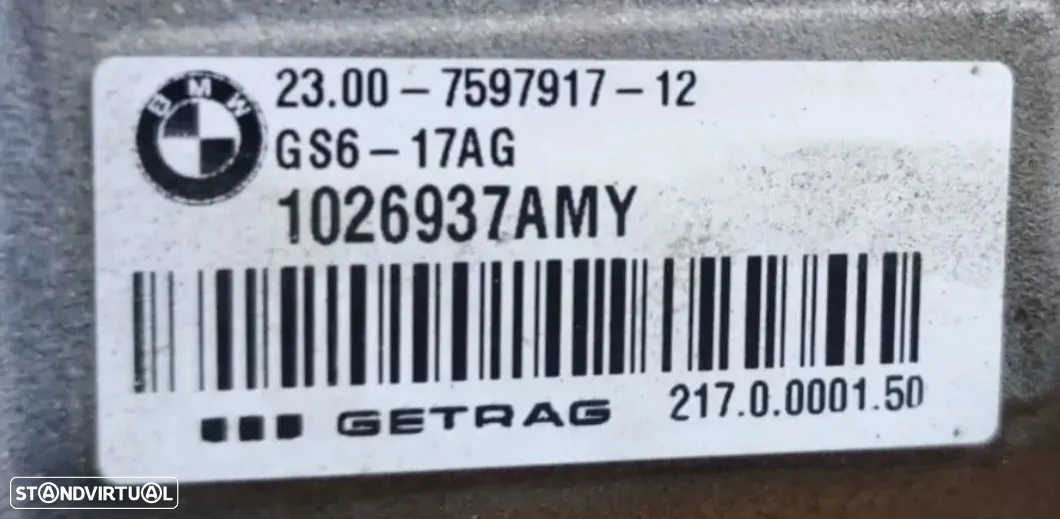 BMW
23.00 – 7597917 – 12
GS6 – 17AG
1026937AMY
GETRAG 217.0.0001.50
STANDVIRTUAL